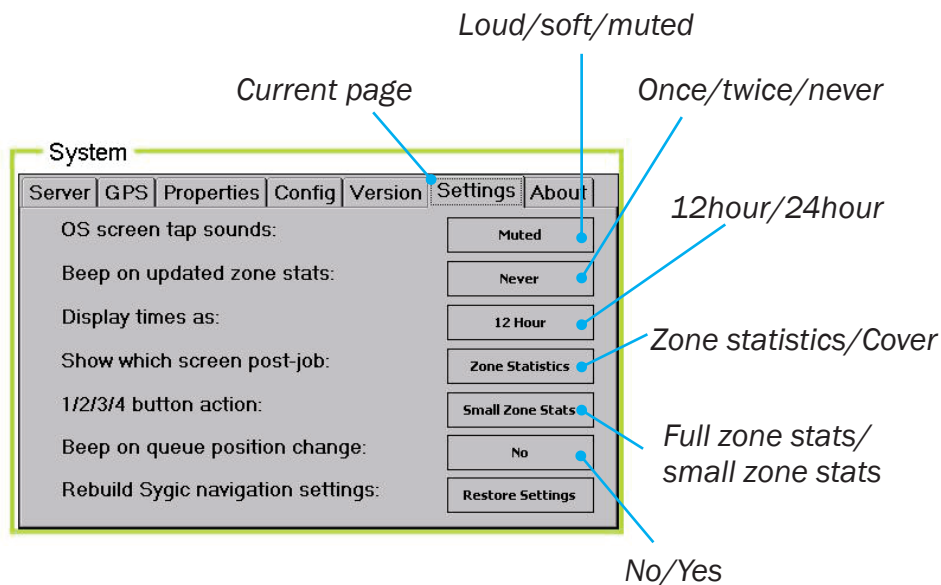 Loud/soft/muted
Current page
Once/twice/never
System
Server GPS Properties Config Version Settings About
12hour/24hour
OS screen tap sounds: Muted
Beep on updated zone stats: Never
Display times as: 12 Hour
Zone statistics/Cover
Show which screen post-job: Zone Statistics
1/2/3/4 button action: Small Zone Stats
Full zone stats/
small zone stats
Beep on queue position change: No
Rebuild Sygic navigation settings: Restore Settings
No/Yes